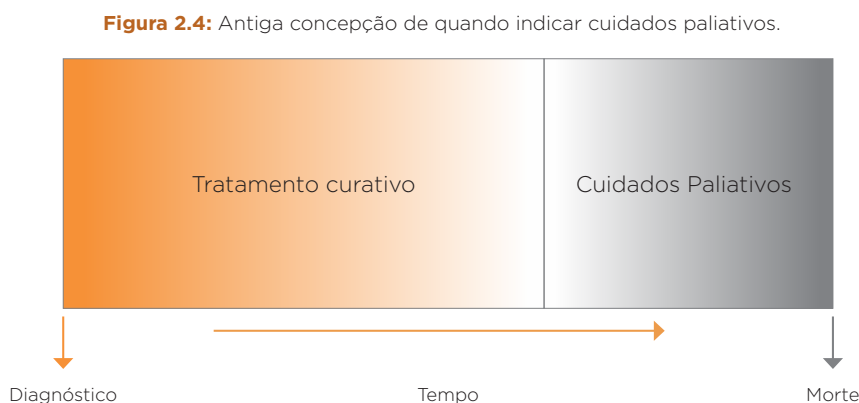 Figura 2.4: Antiga concepção de quando indicar cuidados paliativos.
Tratamento curativo
Cuidados Paliativos
Diagnóstico
Tempo
Morte